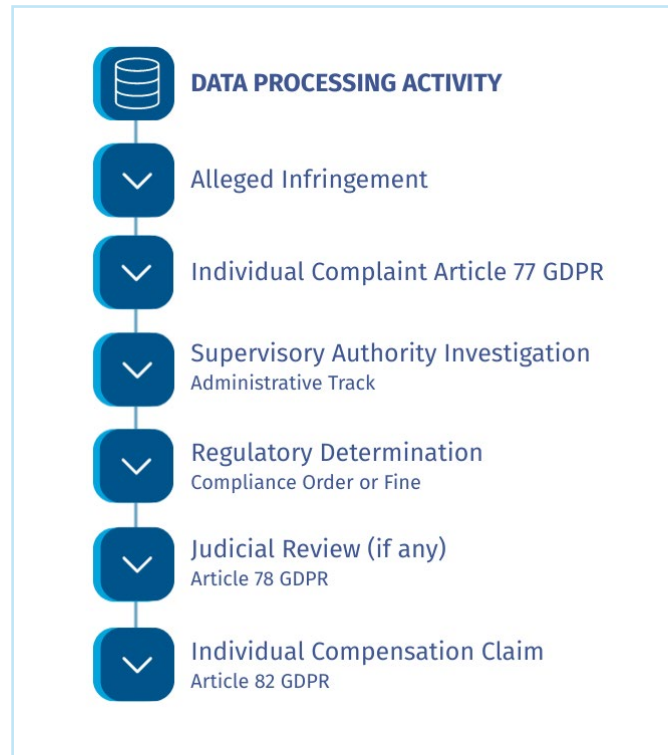 DATA PROCESSING ACTIVITY
Alleged Infringement
Individual Complaint Article 77 GDPR
Supervisory Authority Investigation
Administrative Track
Regulatory Determination
Compliance Order or Fine
Judicial Review (if any)
Article 78 GDPR
Individual Compensation Claim
Article 82 GDPR